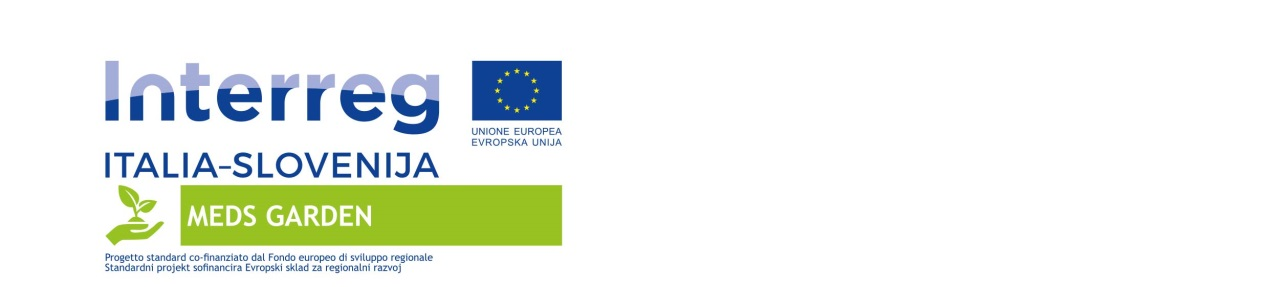 Interreg
UNIONE EUROPEA
EVROPSKA UNIJA
ITALIA-SLOVENIJA
MEDS GARDEN
Progetto standard co-finanziato dal Fondo europeo di sviluppo regionale
Standardni projekt sofinancira Evropski sklad za regionalni razvoj